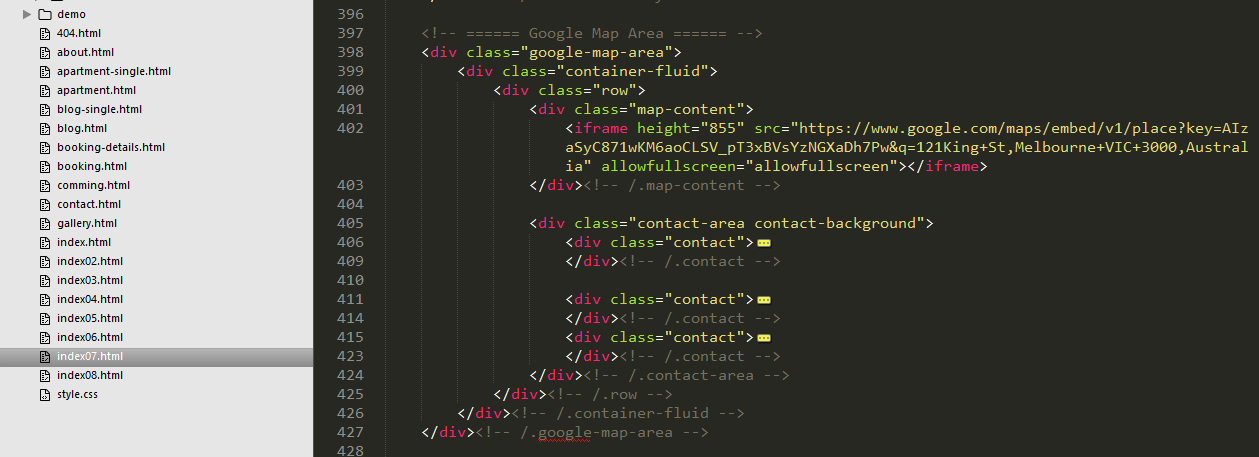 demo
404.html
about.html
apartment-single.html
apartment.html
blog-single.html
blog.html
booking-details.html
booking.html
comming.html
contact.html
gallery.html
index.html
index02.html
index03.html
index04.html
index05.html
index06.html
index07.html
index08.html
style.css
396
397 <!-- ====== Google Map Area ====== -->
398 <div class="google-map-area">
399 <div class="container-fluid">
400 <div class="row">
401 <div class="map-content">
402 <iframe height="855" src="https://www.google.com/maps/embed/v1/place?key=AIz
aSyC871wKM6aoCLSV_pT3xBVsYzNGXaDh7Pw&q=121King+St,Melbourne+VIC+3000,Austral
ia" allowfullscreen="allowfullscreen"></iframe>
403 </div><!-- /.map-content -->
404
405 <div class="contact-area contact-background">
406 <div class="contact">
409 </div><!-- /.contact -->
410
411 <div class="contact">
414 </div><!-- /.contact -->
415 <div class="contact">
423 </div><!-- /.contact -->
424 </div><!-- /.contact-area -->
425 </div><!-- /.row -->
426 </div><!-- /.container-fluid -->
427 </div><!-- /.google-map-area -->
428